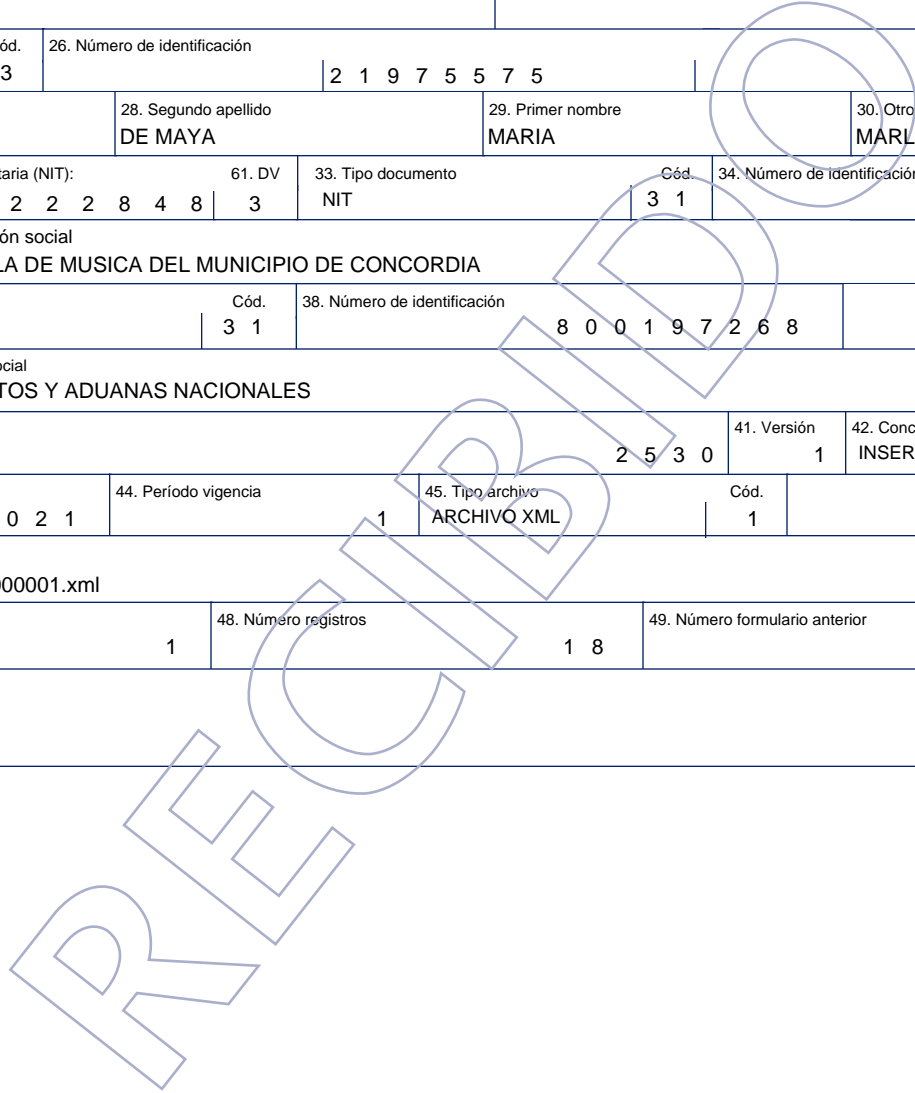 ód. 26. Número de identificación
3 2 1 9 7 5 5 7 5
28. Segundo apellido 29. Primer nombre 30. Otro
DE MAYA MARIA MARL
taria (NIT): 61. DV 33. Tipo documento Cód. 34. Número de identificación
2 2 2 8 4 8 3 NIT 3 1
ón social
LA DE MUSICA DEL MUNICIPIO DE CONCORDIA
Cód. 38. Número de identificación
3 1 8 0 0 1 9 7 2 6 8
ocial
TOS Y ADUANAS NACIONALES
41. Versión 42. Conc
2 5 3 0 1 INSER
44. Período vigencia 45. Tipo archivo Cód.
0 2 1 1 ARCHIVO XML 1
000001.xml
48. Número registros 49. Número formulario anterior
1 1 8
RECIBIDO